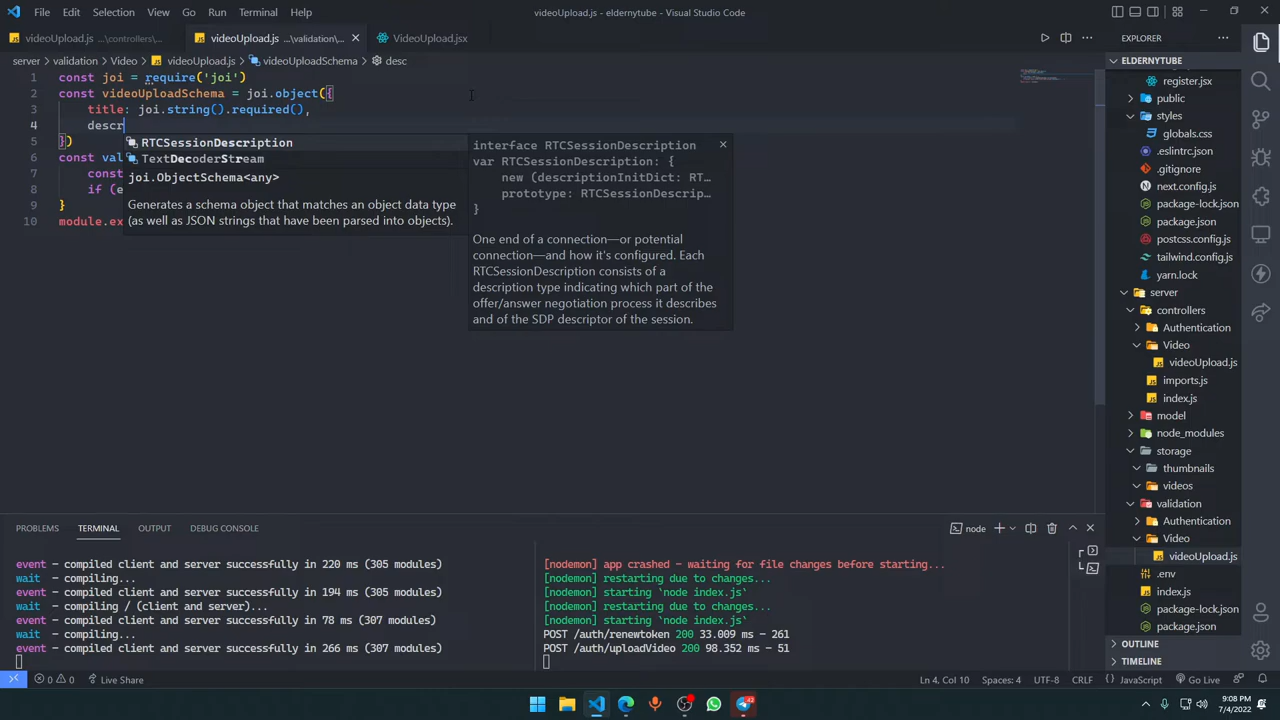 File Edit Selection View Go Run Terminal Help
videoUpload.js - eldernytube - Visual Studio Code
videoUpload.js ...\controllers\...
videoUpload.js ...\validation\...
VideoUpload.jsx
server > validation > Video > videoUpload.js > videoUploadSchema > desc
1 const joi = require('joi')
2 const videoUploadSchema = joi.object({
3 title: joi.string().required(),
4 descr
5 })
6 const val
7 const
8 if (e
9 }
10 module.ex
RTCSessionDescription
TextDecoderStream
joi.ObjectSchema<any>
Generates a schema object that matches an object data type
(as well as JSON strings that have been parsed into objects).
interface RTCSessionDescription
var RTCSessionDescription: {
new (descriptionInitDict: RT…
prototype: RTCSessionDescrip…
}
One end of a connection—or potential
connection—and how it's configured. Each
RTCSessionDescription consists of a
description type indicating which part of the
offer/answer negotiation process it describes
and of the SDP descriptor of the session.
EXPLORER
ELDERNYTUBE
register.jsx
public
styles
globals.css
.eslintrc.json
.gitignore
next.config.js
package-lock.json
package.json
postcss.config.js
tailwind.config.js
yarn.lock
server
controllers
Authentication
Video
videoUpload.js
imports.js
index.js
model
node_modules
storage
thumbnails
videos
validation
Authentication
Video
videoUpload.js
.env
index.js
package-lock.json
package.json
OUTLINE
TIMELINE
PROBLEMS TERMINAL OUTPUT DEBUG CONSOLE
node
event - compiled client and server successfully in 220 ms (305 modules)
wait - compiling...
event - compiled client and server successfully in 194 ms (305 modules)
wait - compiling / (client and server)...
event - compiled client and server successfully in 78 ms (307 modules)
wait - compiling...
event - compiled client and server successfully in 266 ms (307 modules)
[nodemon] app crashed - waiting for file changes before starting...
[nodemon] restarting due to changes...
[nodemon] starting `node index.js`
[nodemon] restarting due to changes...
[nodemon] starting `node index.js`
POST /auth/renewtoken 200 33.009 ms - 261
POST /auth/uploadVideo 200 98.352 ms - 51
0 0 Live Share
Ln 4, Col 10 Spaces: 4 UTF-8 CRLF JavaScript Go Live
43
9:08 PM
7/4/2022